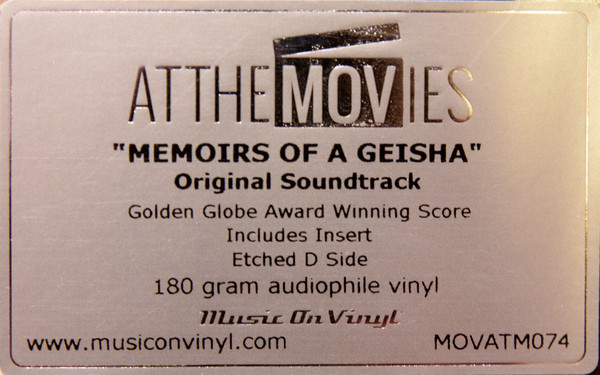 ATTHEMOVIES
"MEMOIRS OF A GEISHA"
Original Soundtrack
Golden Globe Award Winning Score
Includes Insert
Etched D Side
180 gram audiophile vinyl
Music On Vinyl
www.musiconvinyl.com MOVATM074